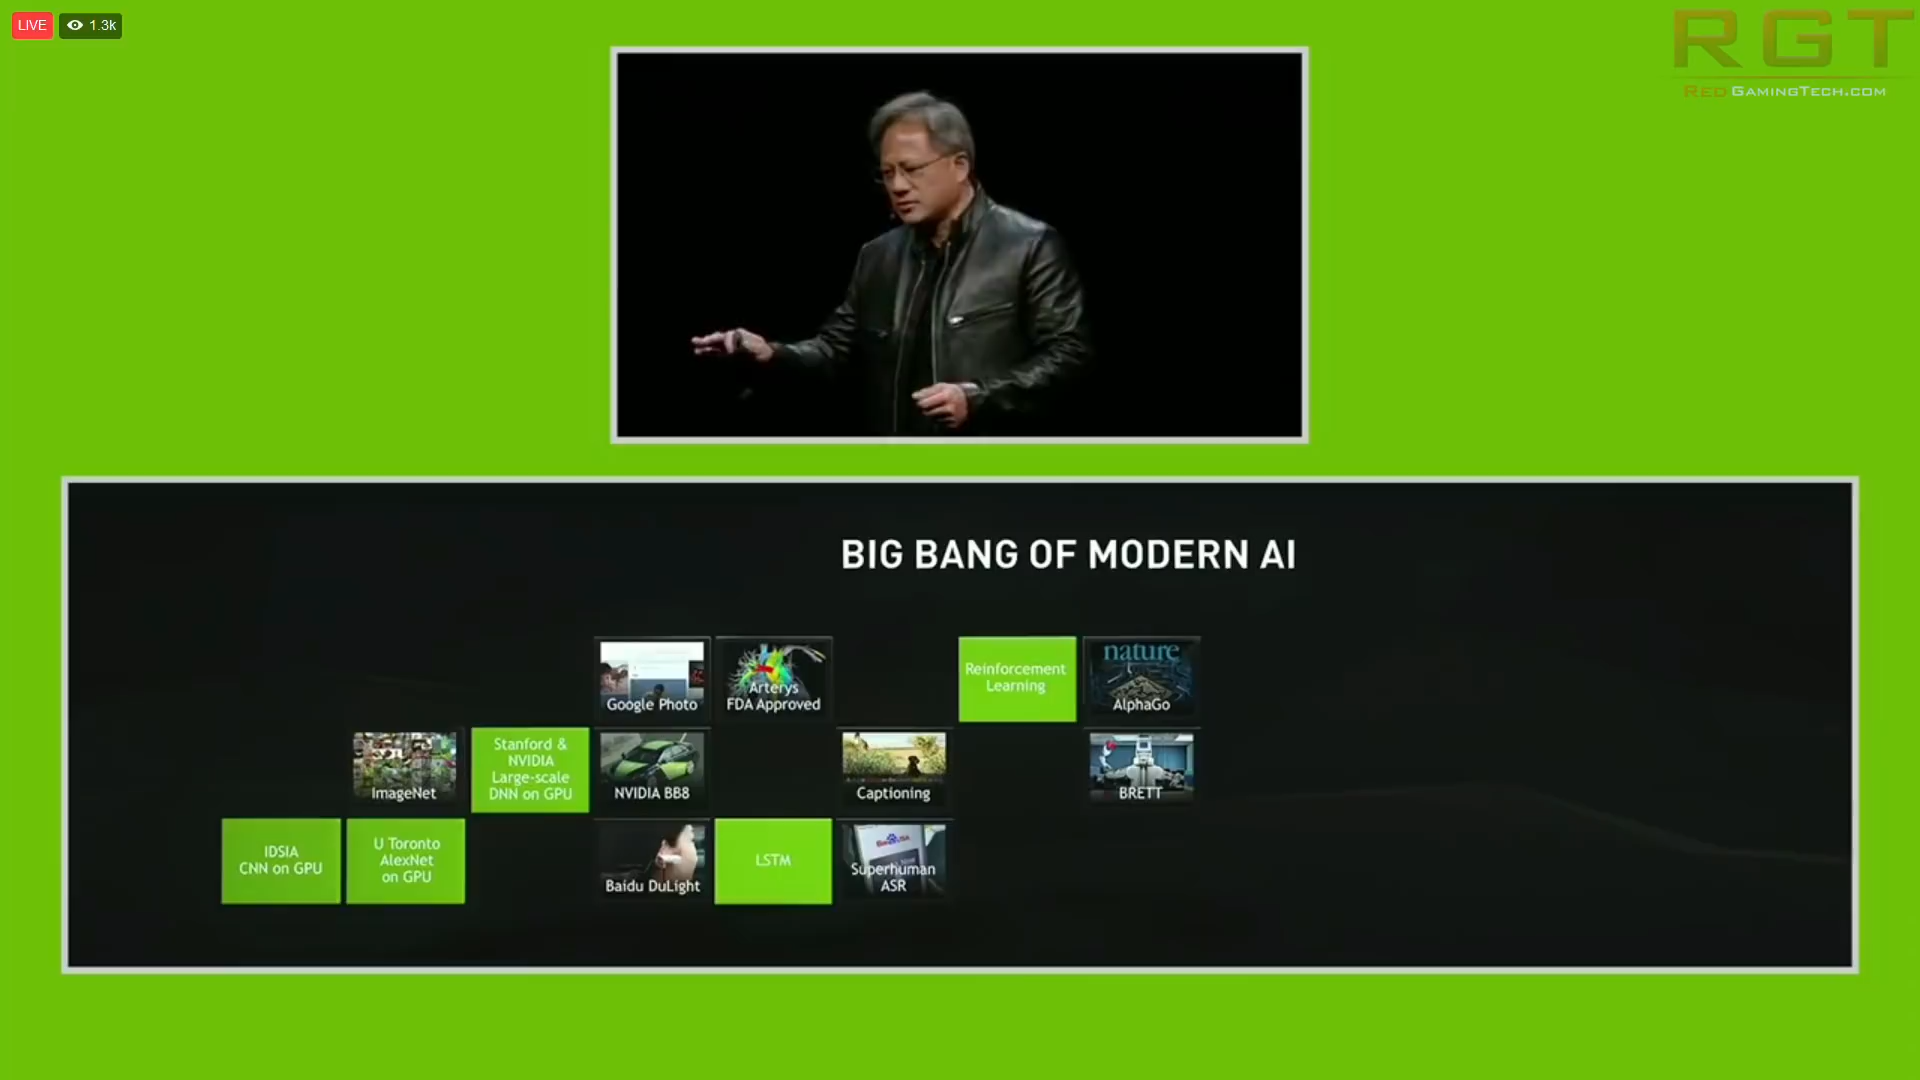 LIVE
1.3k
RGT
RedGamingTech.com
BIG BANG OF MODERN AI
Google Photo
Arterys
FDA Approved
Reinforcement
Learning
nature
AlphaGo
ImageNet
Stanford &
NVIDIA
Large-scale
DNN on GPU
NVIDIA BB8
Captioning
BRETT
IDSIA
CNN on GPU
U Toronto
AlexNet
on GPU
Baidu DuLight
LSTM
Superhuman
ASR